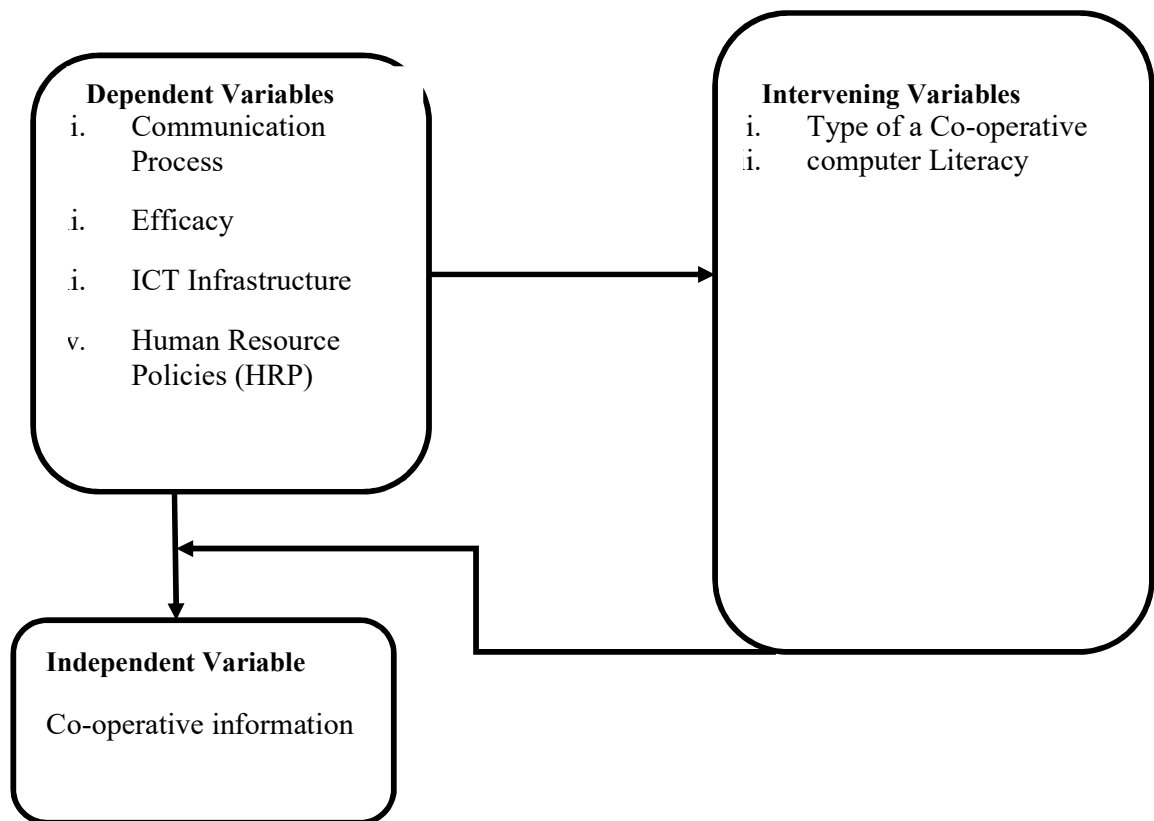 Dependent Variables
i. Communication
Process
i. Efficacy
i. ICT Infrastructure
v. Human Resource
Policies (HRP)
Intervening Variables
i. Type of a Co-operative
ii. computer Literacy
Independent Variable
Co-operative information